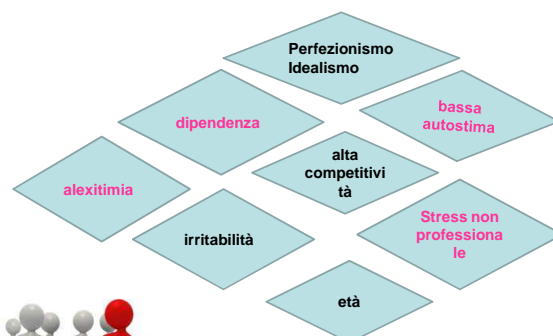 Perfezionismo
Idealismo
dipendenza
bassa
autostima
alta
competitivi
tà
alexitimia
Stress non
professiona
le
irritabilità
età